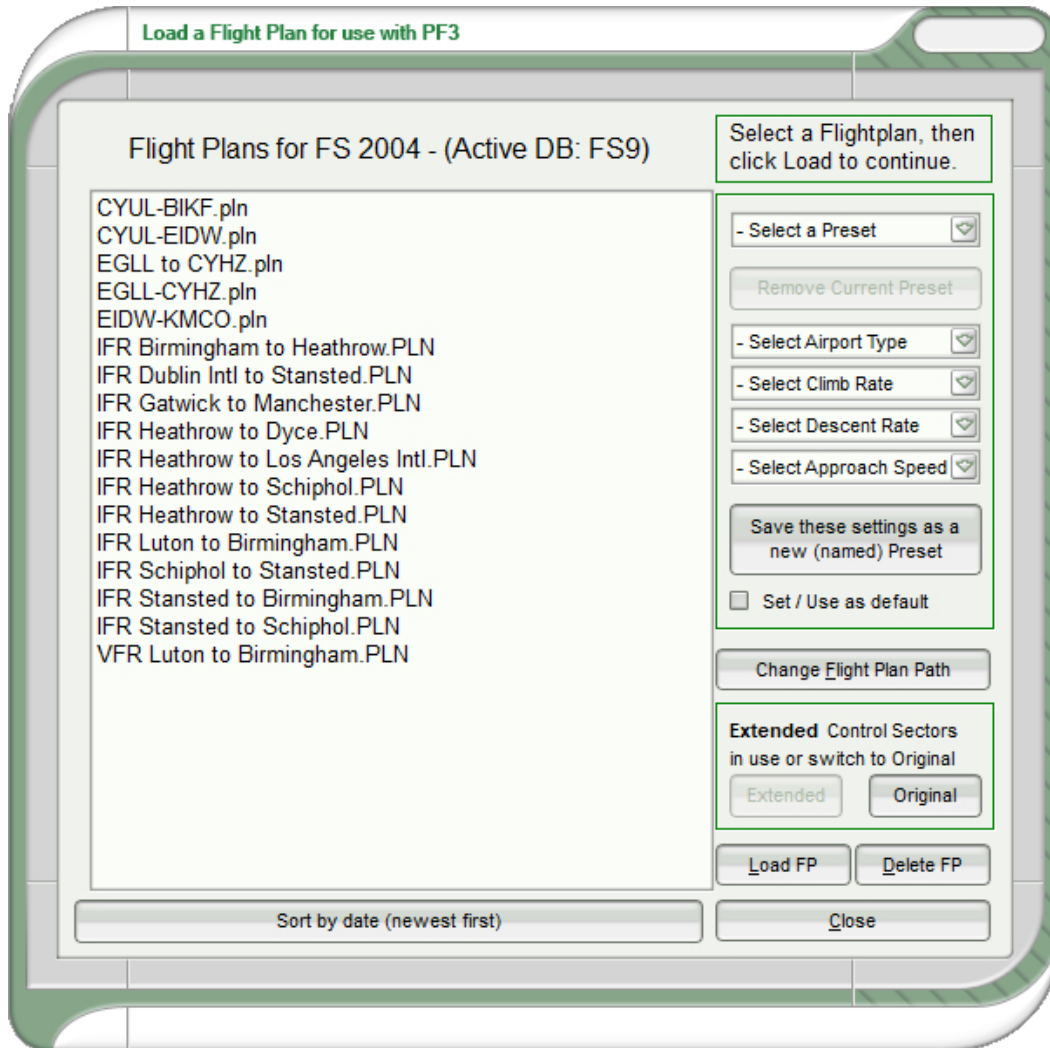 Load a Flight Plan for use with PF3
Flight Plans for FS 2004 - (Active DB: FS9)
CYUL-BIKF.pln
CYUL-EIDW.pln
EGLL to CYHZ.pln
EGLL-CYHZ.pln
EIDW-KMCO.pln
IFR Birmingham to Heathrow.PLN
IFR Dublin Intl to Stansted.PLN
IFR Gatwick to Manchester.PLN
IFR Heathrow to Dyce.PLN
IFR Heathrow to Los Angeles Intl.PLN
IFR Heathrow to Schiphol.PLN
IFR Heathrow to Stansted.PLN
IFR Luton to Birmingham.PLN
IFR Schiphol to Stansted.PLN
IFR Stansted to Birmingham.PLN
IFR Stansted to Schiphol.PLN
VFR Luton to Birmingham.PLN
Sort by date (newest first)
Select a Flightplan, then
click Load to continue.
- Select a Preset
Remove Current Preset
- Select Airport Type
- Select Climb Rate
- Select Descent Rate
- Select Approach Speed
Save these settings as a
new (named) Preset
Set / Use as default
Change Flight Plan Path
Extended Control Sectors
in use or switch to Original
Extended
Original
Load FP
Delete FP
Close